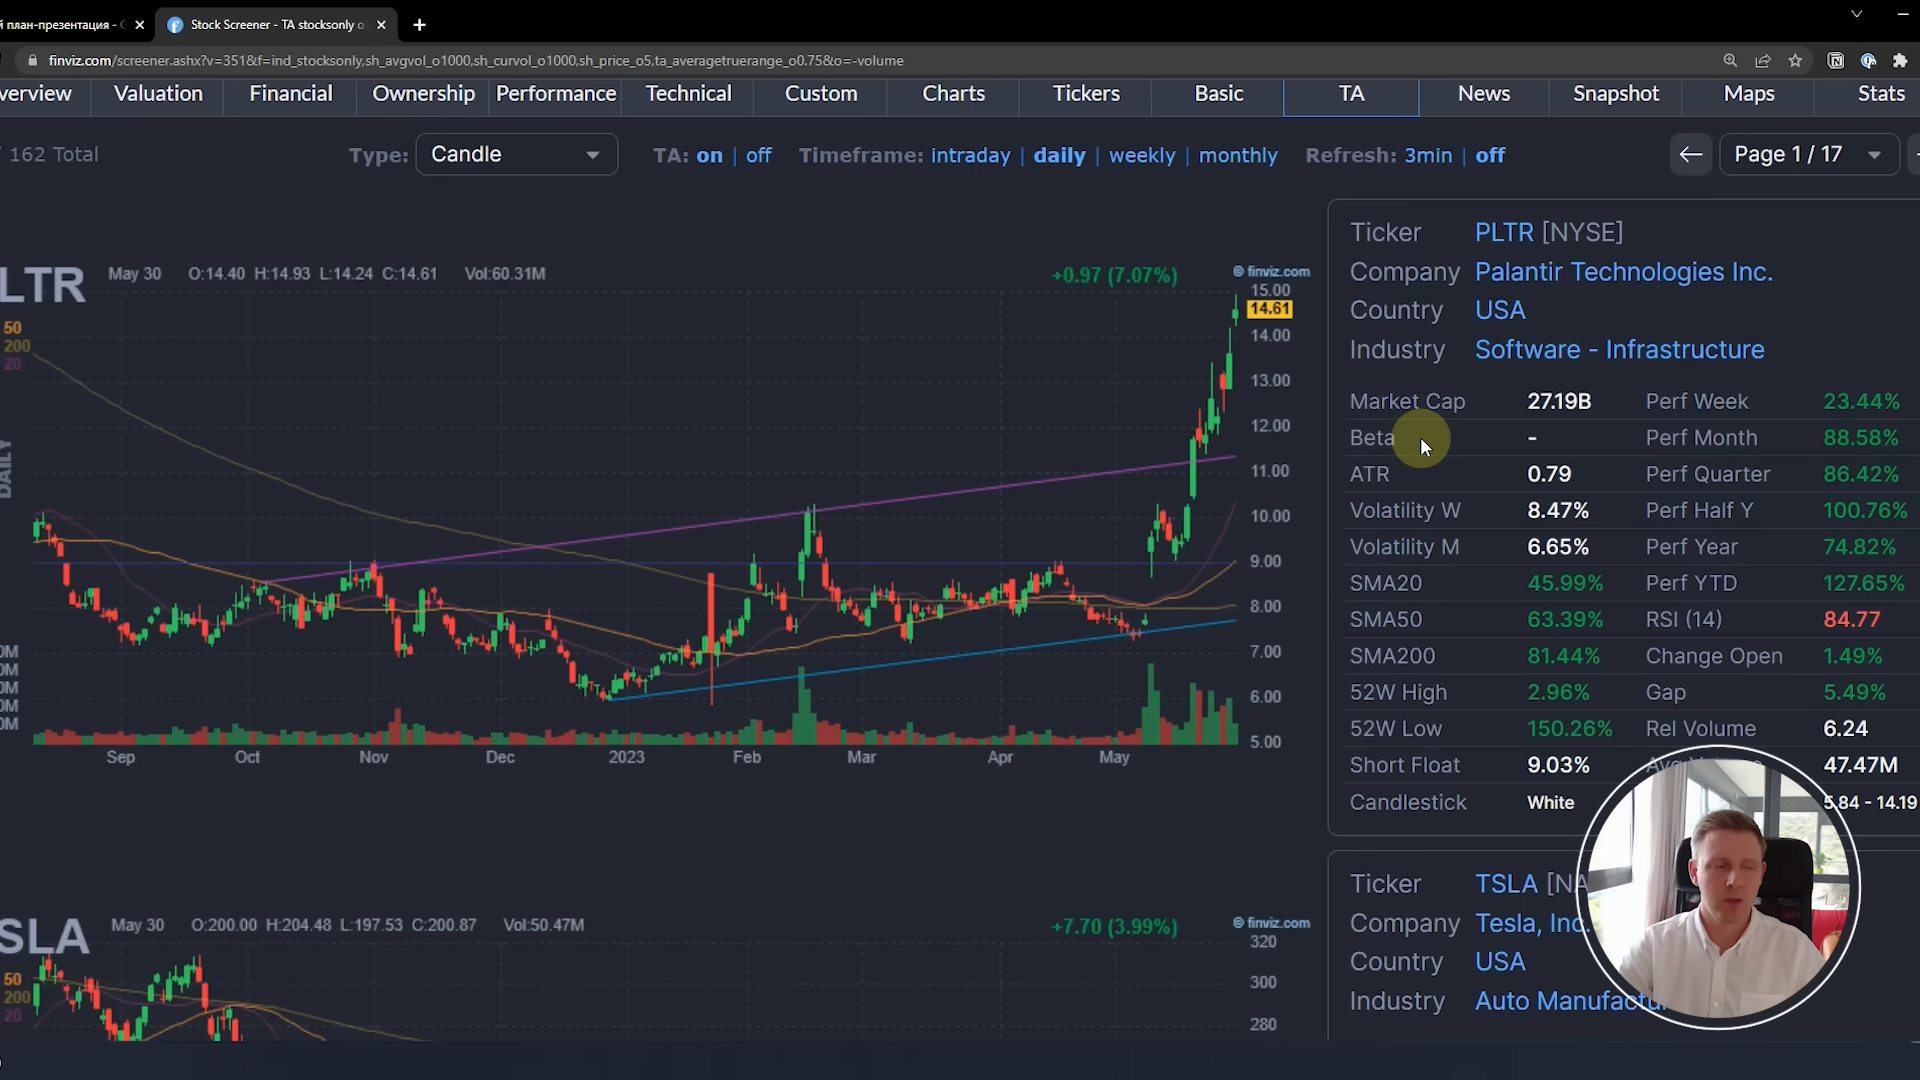 й план-презентация -
Stock Screener - TA stocksonly o
finviz.com/screener.ashx?v=351&f=ind_stocksonly,sh_avgvol_o1000,sh_curvol_o1000,sh_price_o5,ta_averagetruerange_o0.75&o=-volume
verview Valuation Financial Ownership Performance Technical Custom Charts Tickers Basic TA News Snapshot Maps Stats
/ 162 Total Type: Candle TA: on | off Timeframe: intraday | daily | weekly | monthly Refresh: 3min | off Page 1 / 17
LTR May 30 O:14.40 H:14.93 L:14.24 C:14.61 Vol:60.31M +0.97 (7.07%) © finviz.com
50
200
20
DAILY
15.00
14.61
14.00
13.00
12.00
11.00
10.00
9.00
8.00
7.00
6.00
5.00
0M
0M
0M
0M
0M
Sep Oct Nov Dec 2023 Feb Mar Apr May
Ticker PLTR [NYSE]
Company Palantir Technologies Inc.
Country USA
Industry Software - Infrastructure
Market Cap 27.19B Perf Week 23.44%
Beta - Perf Month 88.58%
ATR 0.79 Perf Quarter 86.42%
Volatility W 8.47% Perf Half Y 100.76%
Volatility M 6.65% Perf Year 74.82%
SMA20 45.99% Perf YTD 127.65%
SMA50 63.39% RSI (14) 84.77
SMA200 81.44% Change Open 1.49%
52W High 2.96% Gap 5.49%
52W Low 150.26% Rel Volume 6.24
Short Float 9.03% 47.47M
Candlestick White 5.84 - 14.19
SLA May 30 O:200.00 H:204.48 L:197.53 C:200.87 Vol:50.47M +7.70 (3.99%) © finviz.com
50
200
20
320
300
280
Ticker TSLA [NA
Company Tesla, Inc.
Country USA
Industry Auto Manufactu